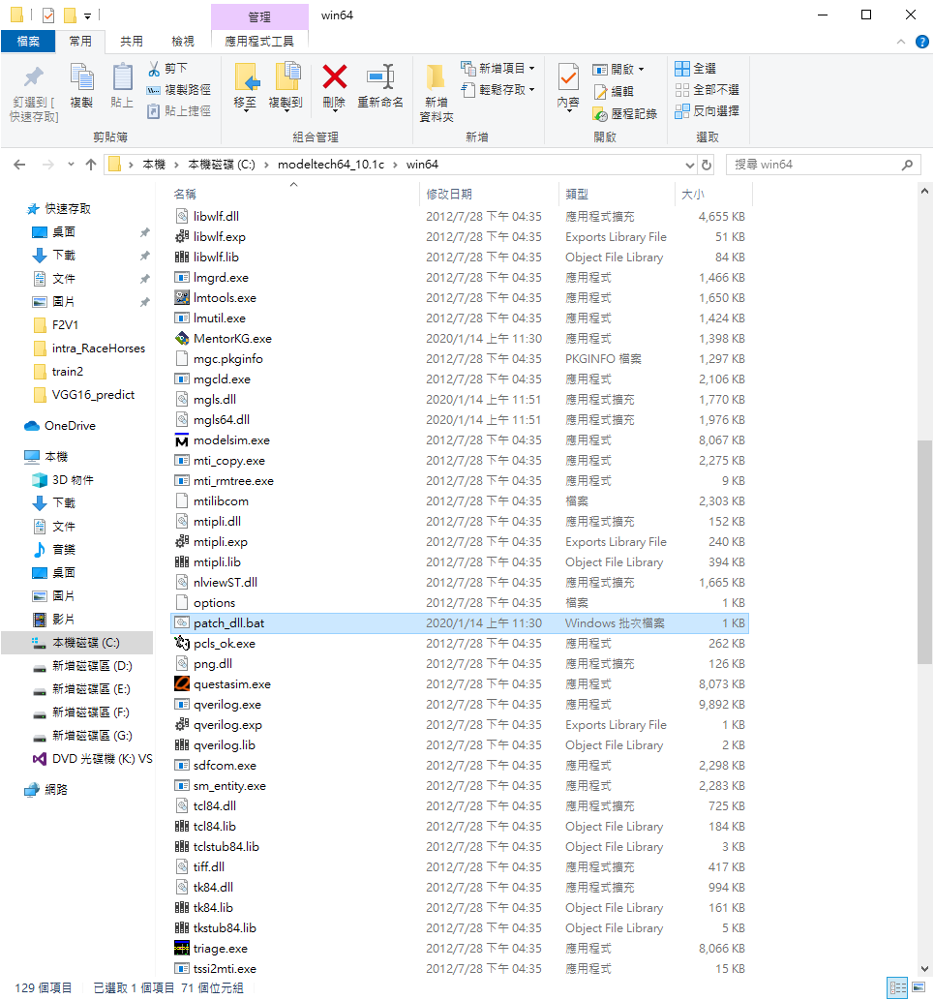 管理
win64
檔案
常用
共用
檢視
應用程式工具
釘選到 [
快速存取]
複製
貼上
剪下
複製路徑
貼上捷徑
剪貼簿
移至
複製到
刪除
重新命名
組合管理
新增
資料夾
新增項目
輕鬆存取
新增
內容
開啟
編輯
歷程記錄
開啟
全選
全部不選
反向選擇
選取
本機 › 本機磁碟 (C:) › modeltech64_10.1c › win64
搜尋 win64
快速存取
桌面
下載
文件
圖片
F2V1
intra_RaceHorses
train2
VGG16_predict
OneDrive
本機
3D 物件
下載
文件
音樂
桌面
圖片
影片
本機磁碟 (C:)
新增磁碟區 (D:)
新增磁碟區 (E:)
新增磁碟區 (F:)
新增磁碟區 (G:)
DVD 光碟機 (K:) VS
網路
名稱 修改日期 類型 大小
libwlf.dll 2012/7/28 下午 04:35 應用程式擴充 4,655 KB
libwlf.exp 2012/7/28 下午 04:35 Exports Library File 51 KB
libwlf.lib 2012/7/28 下午 04:35 Object File Library 84 KB
lmgrd.exe 2012/7/28 下午 04:35 應用程式 1,466 KB
lmtools.exe 2012/7/28 下午 04:35 應用程式 1,650 KB
lmutil.exe 2012/7/28 下午 04:35 應用程式 1,424 KB
MentorKG.exe 2020/1/14 上午 11:30 應用程式 1,398 KB
mgc.pkginfo 2012/7/28 下午 04:35 PKGINFO 檔案 1,297 KB
mgcld.exe 2012/7/28 下午 04:35 應用程式 2,106 KB
mgls.dll 2020/1/14 上午 11:51 應用程式擴充 1,770 KB
mgls64.dll 2020/1/14 上午 11:51 應用程式擴充 1,976 KB
modelsim.exe 2012/7/28 下午 04:35 應用程式 8,067 KB
mti_copy.exe 2012/7/28 下午 04:35 應用程式 2,275 KB
mti_rmtree.exe 2012/7/28 下午 04:35 應用程式 9 KB
mtilibcom 2012/7/28 下午 04:35 檔案 2,303 KB
mtipli.dll 2012/7/28 下午 04:35 應用程式擴充 152 KB
mtipli.exp 2012/7/28 下午 04:35 Exports Library File 240 KB
mtipli.lib 2012/7/28 下午 04:35 Object File Library 394 KB
nlviewST.dll 2012/7/28 下午 04:35 應用程式擴充 1,665 KB
options 2012/7/28 下午 04:35 檔案 1 KB
patch_dll.bat 2020/1/14 上午 11:30 Windows 批次檔案 1 KB
pcls_ok.exe 2012/7/28 下午 04:35 應用程式 262 KB
png.dll 2012/7/28 下午 04:35 應用程式擴充 126 KB
questasim.exe 2012/7/28 下午 04:35 應用程式 8,073 KB
qverilog.exe 2012/7/28 下午 04:35 應用程式 9,892 KB
qverilog.exp 2012/7/28 下午 04:35 Exports Library File 1 KB
qverilog.lib 2012/7/28 下午 04:35 Object File Library 2 KB
sdfcom.exe 2012/7/28 下午 04:35 應用程式 2,298 KB
sm_entity.exe 2012/7/28 下午 04:35 應用程式 2,283 KB
tcl84.dll 2012/7/28 下午 04:35 應用程式擴充 725 KB
tcl84.lib 2012/7/28 下午 04:35 Object File Library 184 KB
tclstub84.lib 2012/7/28 下午 04:35 Object File Library 3 KB
tiff.dll 2012/7/28 下午 04:35 應用程式擴充 417 KB
tk84.dll 2012/7/28 下午 04:35 應用程式擴充 994 KB
tk84.lib 2012/7/28 下午 04:35 Object File Library 161 KB
tkstub84.lib 2012/7/28 下午 04:35 Object File Library 5 KB
triage.exe 2012/7/28 下午 04:35 應用程式 8,066 KB
tssi2mti.exe 2012/7/28 下午 04:35 應用程式 15 KB
129 個項目 已選取 1 個項目 71 個位元組